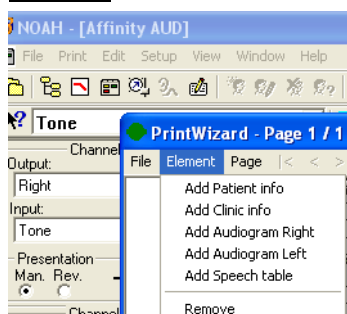 NOAH - [Affinity AUD]
File Print Edit Setup View Window Help
Tone
Channel
Output:
Right
Input:
Tone
Presentation
Man. Rev.
Channel
PrintWizard - Page 1 / 1
File Element Page |< < >
Add Patient info
Add Clinic info
Add Audiogram Right
Add Audiogram Left
Add Speech table
Remove